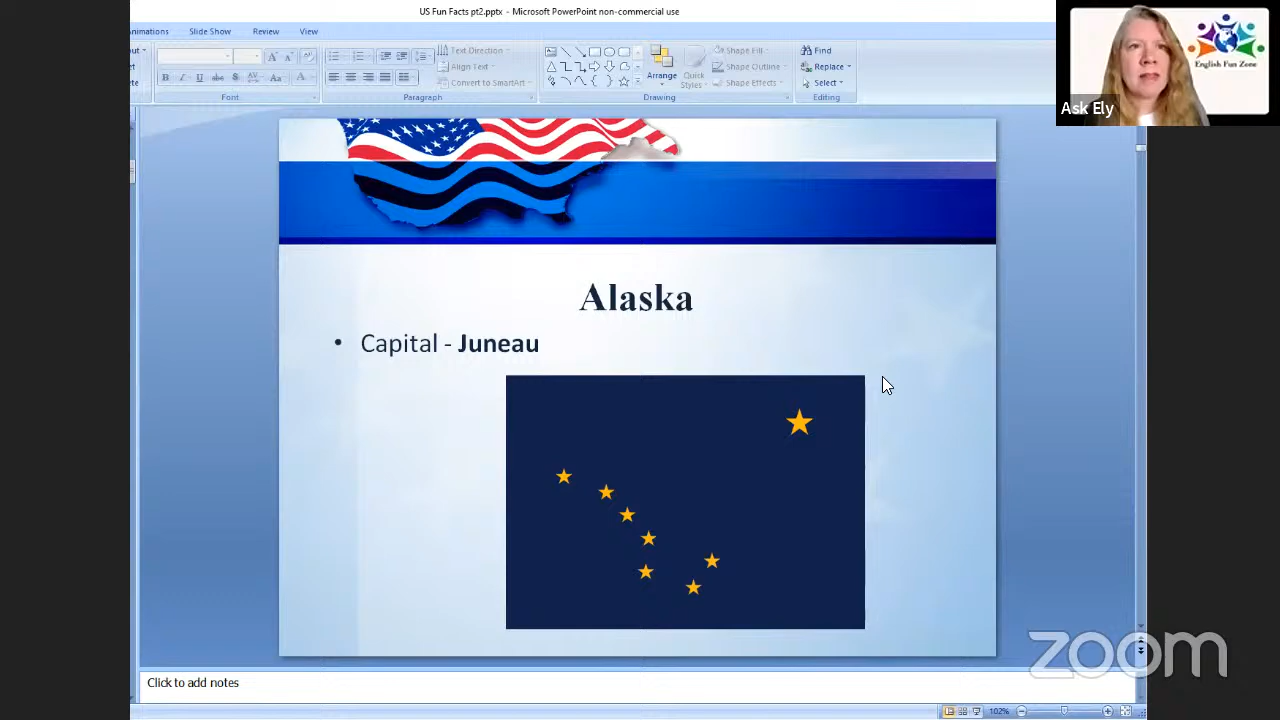 US Fun Facts pt2.pptx - Microsoft PowerPoint non-commercial use
nimations Slide Show Review View
Text Direction
Align Text
Convert to SmartArt
Arrange
Quick
Styles
Shape Fill
Shape Outline
Shape Effects
Find
Replace
Select
Font Paragraph Drawing Editing
English Fun Zone
Ask Ely
Alaska
• Capital - Juneau
zoom
Click to add notes
102%